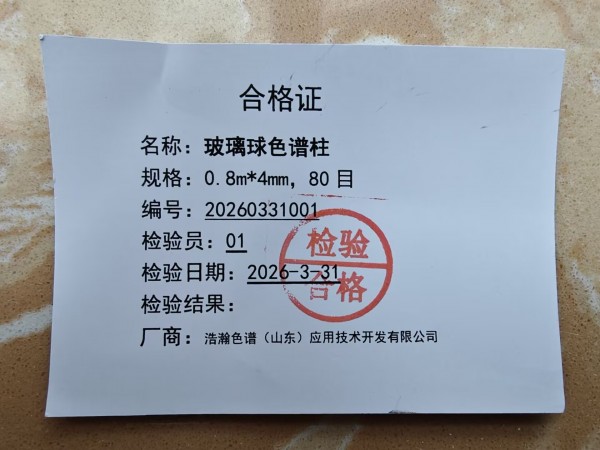 合格证
名称：玻璃球色谱柱
规格：0.8m*4mm，80目
编号：20260331001
检验员：01
检验日期：2026-3-31
检验结果：
检验
合格
厂商：浩瀚色谱（山东）应用技术开发有限公司